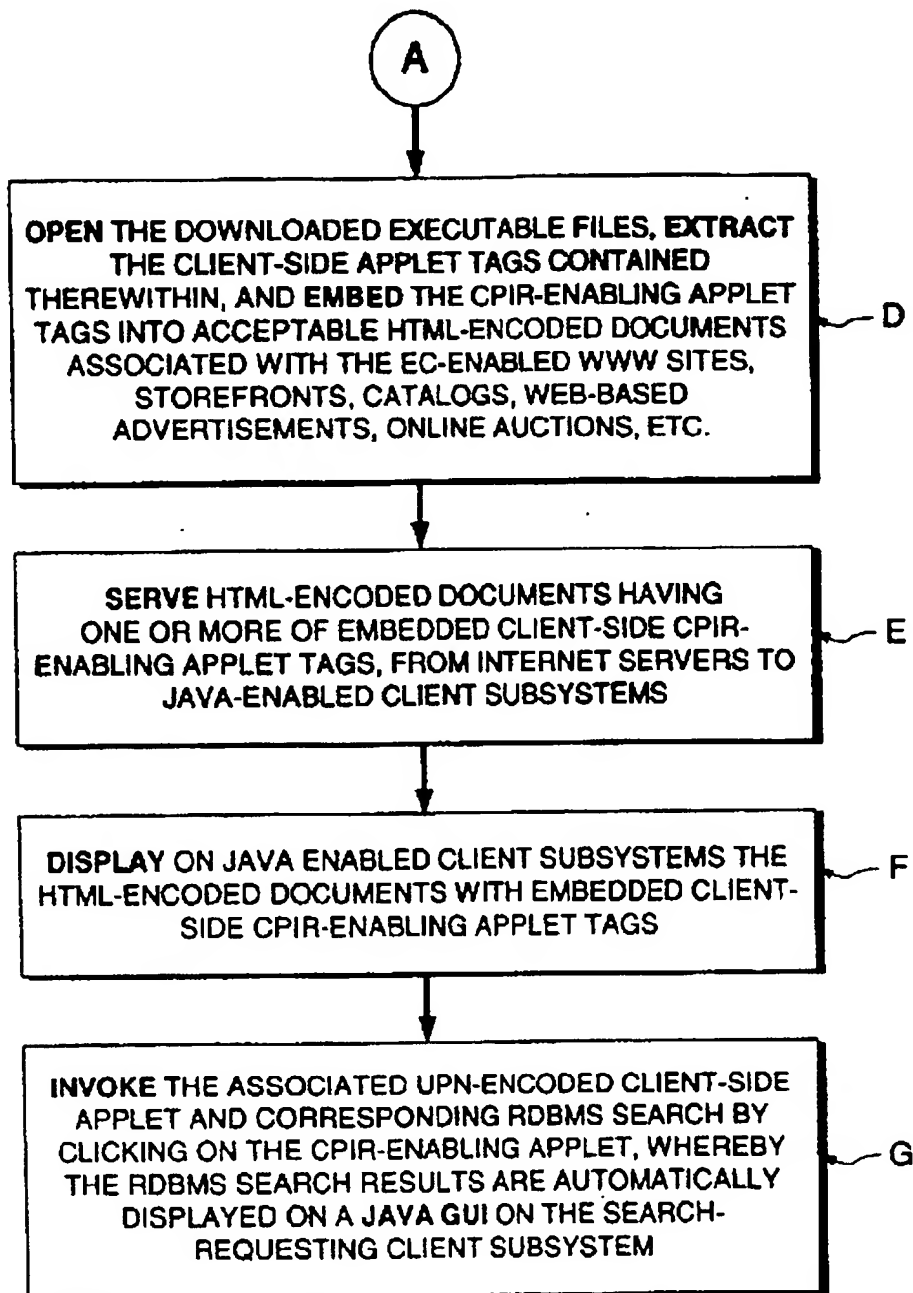 A
OPEN THE DOWNLOADED EXECUTABLE FILES, EXTRACT
THE CLIENT-SIDE APPLET TAGS CONTAINED
THEREWITHIN, AND EMBED THE CPIR-ENABLING APPLET
TAGS INTO ACCEPTABLE HTML-ENCODED DOCUMENTS
ASSOCIATED WITH THE EC-ENABLED WWW SITES,
STOREFRONTS, CATALOGS, WEB-BASED
ADVERTISEMENTS, ONLINE AUCTIONS, ETC.
D
SERVE HTML-ENCODED DOCUMENTS HAVING
ONE OR MORE OF EMBEDDED CLIENT-SIDE CPIR-
ENABLING APPLET TAGS, FROM INTERNET SERVERS TO
JAVA-ENABLED CLIENT SUBSYSTEMS
E
DISPLAY ON JAVA ENABLED CLIENT SUBSYSTEMS THE
HTML-ENCODED DOCUMENTS WITH EMBEDDED CLIENT-
SIDE CPIR-ENABLING APPLET TAGS
F
INVOKE THE ASSOCIATED UPN-ENCODED CLIENT-SIDE
APPLET AND CORRESPONDING RDBMS SEARCH BY
CLICKING ON THE CPIR-ENABLING APPLET, WHEREBY
THE RDBMS SEARCH RESULTS ARE AUTOMATICALLY
DISPLAYED ON A JAVA GUI ON THE SEARCH-
REQUESTING CLIENT SUBSYSTEM
G